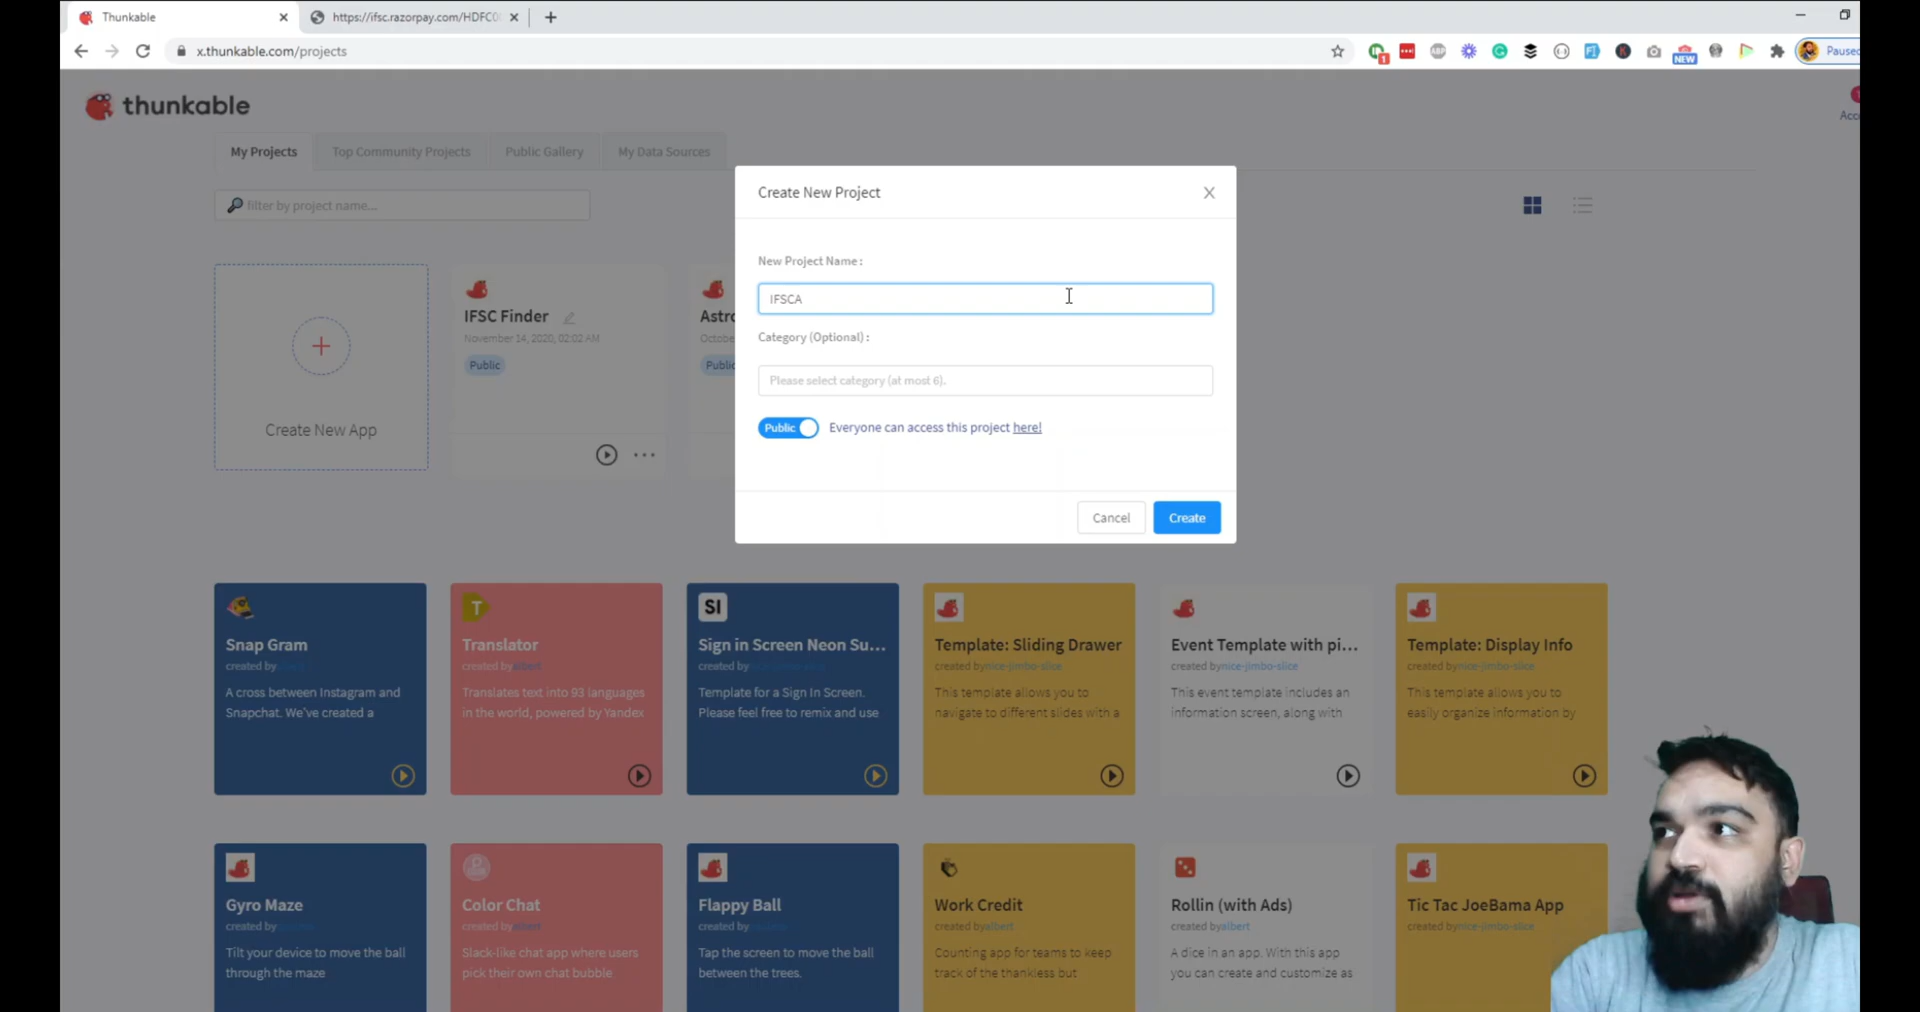 Thunkable
https://ifsc.razorpay.com/HDFC0
x.thunkable.com/projects
1
ABP
NEW
Paused
thunkable
Acc
My Projects
Top Community Projects
Public Gallery
My Data Sources
filter by project name...
Create New App
IFSC Finder
November 14, 2020, 02:02 AM
Public
Astro
Octobe
Public
Create New Project
New Project Name :
IFSCA
Category (Optional) :
Please select category (at most 6).
Public
Everyone can access this project here!
Cancel
Create
Snap Gram
created by
A cross between Instagram and
Snapchat. We've created a
T
Translator
created by albert
Translates text into 93 languages
in the world, powered by Yandex
SI
Sign in Screen Neon Su...
created by
Template for a Sign In Screen.
Please feel free to remix and use
Template: Sliding Drawer
created by nice-jimbo-slice
This template allows you to
navigate to different slides with a
Event Template with pi...
created by nice-jimbo-slice
This event template includes an
information screen, along with
Template: Display Info
created by nice-jimbo-slice
This template allows you to
easily organize information by
Gyro Maze
created by
Tilt your device to move the ball
through the maze
Color Chat
created by albert
Slack-like chat app where users
pick their own chat bubble.
Flappy Ball
created by
Tap the screen to move the ball
between the trees.
Work Credit
created by albert
Counting app for teams to keep
track of the thankless but
Rollin (with Ads)
created by albert
A dice in an app. With this app
you can create and customize as
Tic Tac JoeBama App
created by nice-jimbo-slice